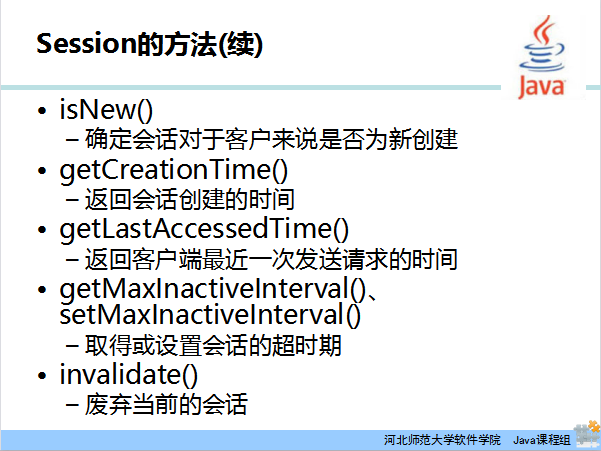 Session的方法(续)
Java
• isNew()
– 确定会话对于客户来说是否为新创建
• getCreationTime()
– 返回会话创建的时间
• getLastAccessedTime()
– 返回客户端最近一次发送请求的时间
• getMaxInactiveInterval()、
setMaxInactiveInterval()
– 取得或设置会话的超时期
• invalidate()
– 废弃当前的会话
河北师范大学软件学院 Java课程组